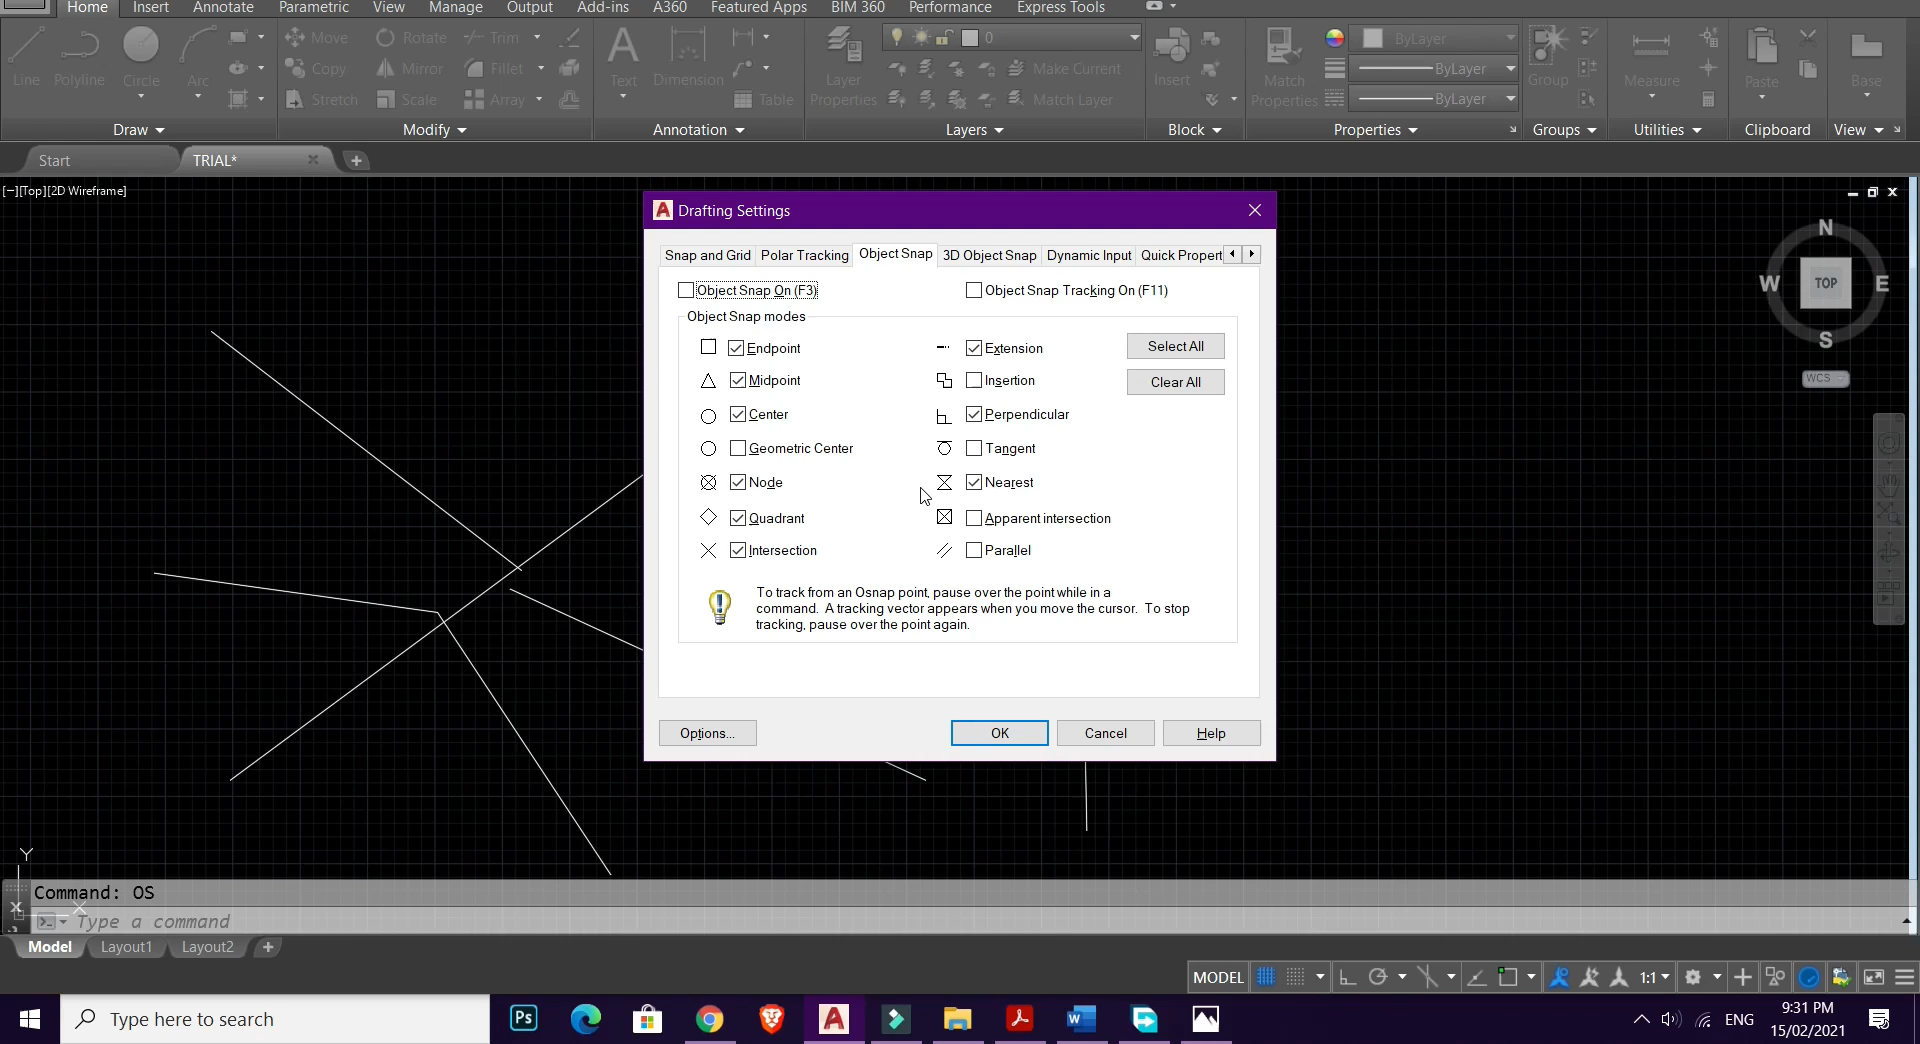 Home Insert Annotate Parametric View Manage Output Add-ins A360 Featured Apps BIM 360 Performance Express Tools
Line Polyline Circle Arc
Move Rotate Trim
Copy Mirror Fillet
Stretch Scale Array
Text Dimension
Table
Layer Properties
0
Make Current
Match Layer
Insert
Match Properties
ByLayer
ByLayer
ByLayer
Group
Measure
Paste
Base
Draw Modify Annotation Layers Block Properties Groups Utilities Clipboard View
Start TRIAL*
[−][Top][2D Wireframe]
N
W TOP E
S
WCS
Drafting Settings
Snap and Grid Polar Tracking Object Snap 3D Object Snap Dynamic Input Quick Propert
Object Snap On (F3) Object Snap Tracking On (F11)
Object Snap modes
Endpoint Extension Select All
Midpoint Insertion Clear All
Center Perpendicular
Geometric Center Tangent
Node Nearest
Quadrant Apparent intersection
Intersection Parallel
To track from an Osnap point, pause over the point while in a
command. A tracking vector appears when you move the cursor. To stop
tracking, pause over the point again.
Options... OK Cancel Help
Y
X
Command: OS
Type a command
Model Layout1 Layout2
MODEL 1:1
Type here to search
Ps
ENG
9:31 PM
15/02/2021